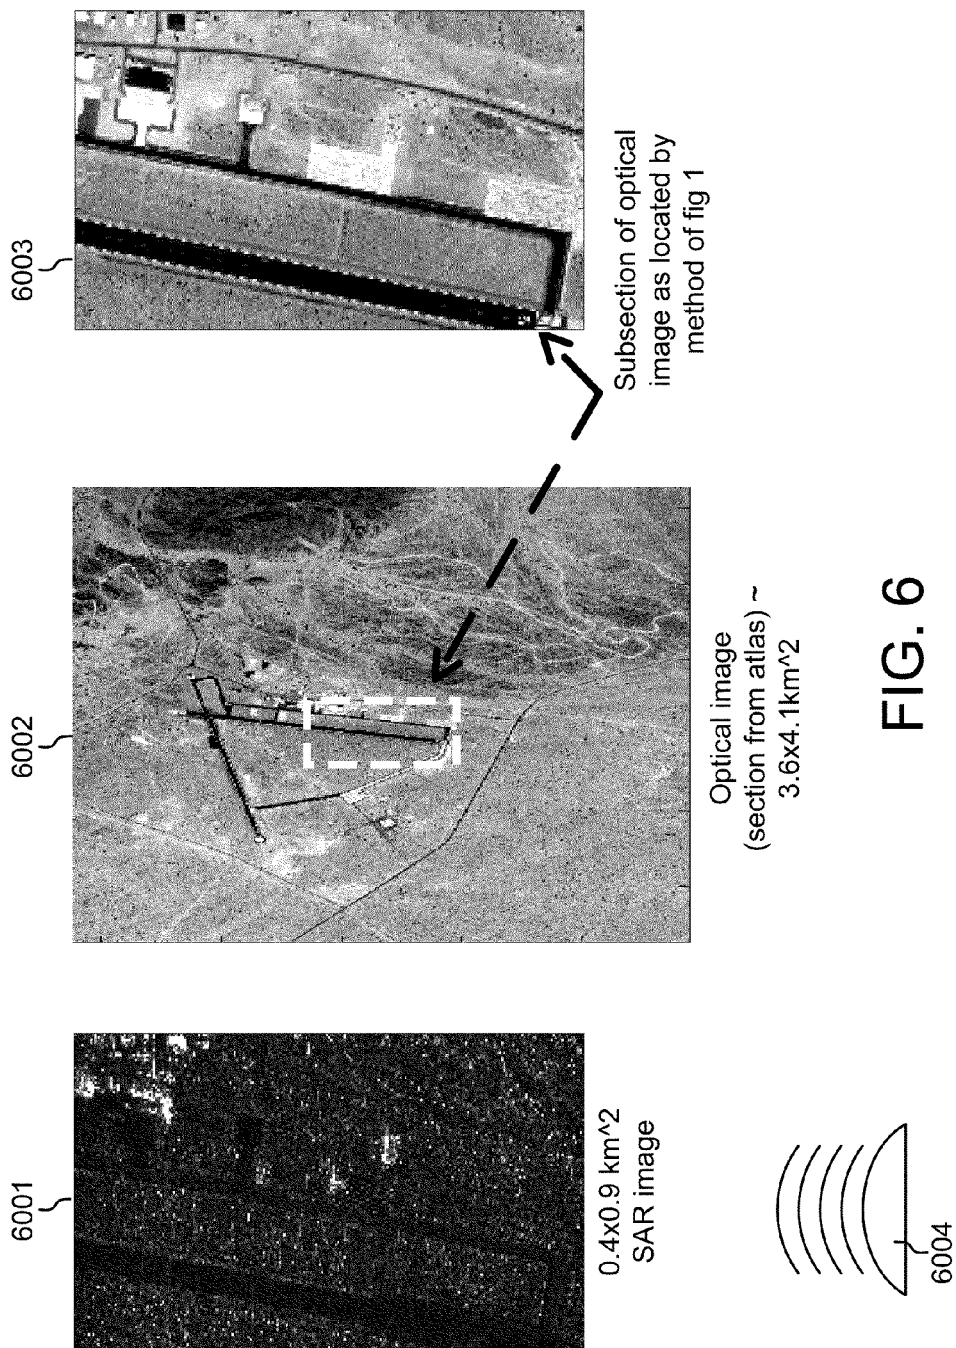 6001
0.4x0.9 km^2
SAR image
6004
6002
Optical image
(section from atlas) ~
3.6x4.1km^2
6003
Subsection of optical
image as located by
method of fig 1
FIG. 6